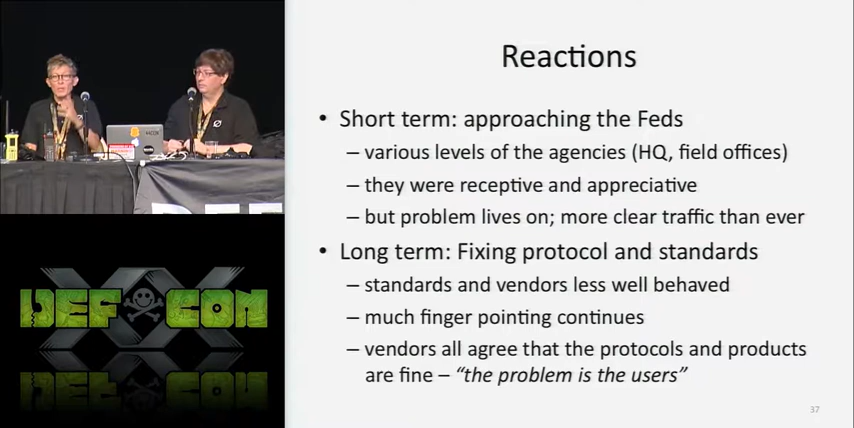 Reactions
• Short term: approaching the Feds
– various levels of the agencies (HQ, field offices)
– they were receptive and appreciative
– but problem lives on; more clear traffic than ever
• Long term: Fixing protocol and standards
– standards and vendors less well behaved
– much finger pointing continues
– vendors all agree that the protocols and products
are fine – “the problem is the users”
37
DEF CON
XX